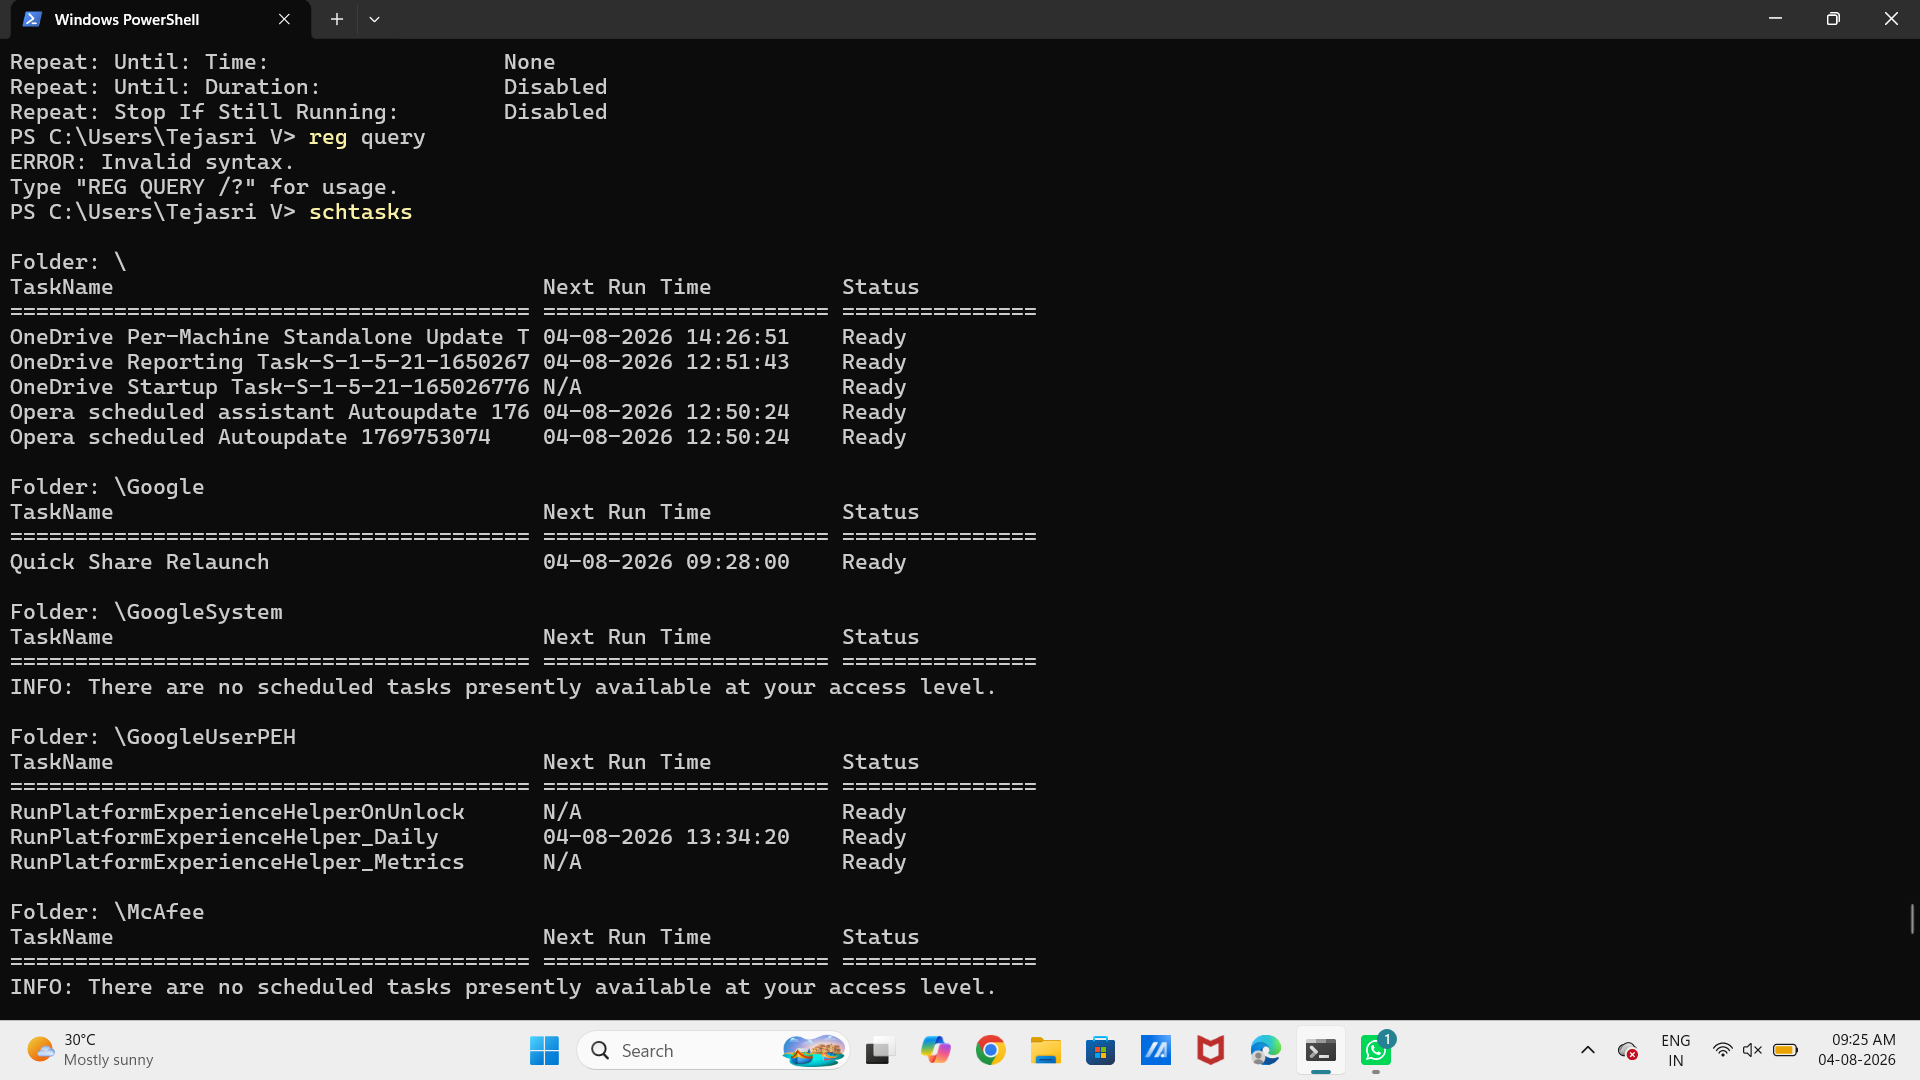 Windows PowerShell
Repeat: Until: Time: None
Repeat: Until: Duration: Disabled
Repeat: Stop If Still Running: Disabled
PS C:\Users\Tejasri V> reg query
ERROR: Invalid syntax.
Type "REG QUERY /?" for usage.
PS C:\Users\Tejasri V> schtasks
Folder: \
TaskName Next Run Time Status
======================================== ====================== ===============
OneDrive Per-Machine Standalone Update T 04-08-2026 14:26:51 Ready
OneDrive Reporting Task-S-1-5-21-1650267 04-08-2026 12:51:43 Ready
OneDrive Startup Task-S-1-5-21-165026776 N/A Ready
Opera scheduled assistant Autoupdate 176 04-08-2026 12:50:24 Ready
Opera scheduled Autoupdate 1769753074 04-08-2026 12:50:24 Ready
Folder: \Google
TaskName Next Run Time Status
======================================== ====================== ===============
Quick Share Relaunch 04-08-2026 09:28:00 Ready
Folder: \GoogleSystem
TaskName Next Run Time Status
======================================== ====================== ===============
INFO: There are no scheduled tasks presently available at your access level.
Folder: \GoogleUserPEH
TaskName Next Run Time Status
======================================== ====================== ===============
RunPlatformExperienceHelperOnUnlock N/A Ready
RunPlatformExperienceHelper_Daily 04-08-2026 13:34:20 Ready
RunPlatformExperienceHelper_Metrics N/A Ready
Folder: \McAfee
TaskName Next Run Time Status
======================================== ====================== ===============
INFO: There are no scheduled tasks presently available at your access level.
30°C
Mostly sunny
Search
1
ENG
IN
09:25 AM
04-08-2026